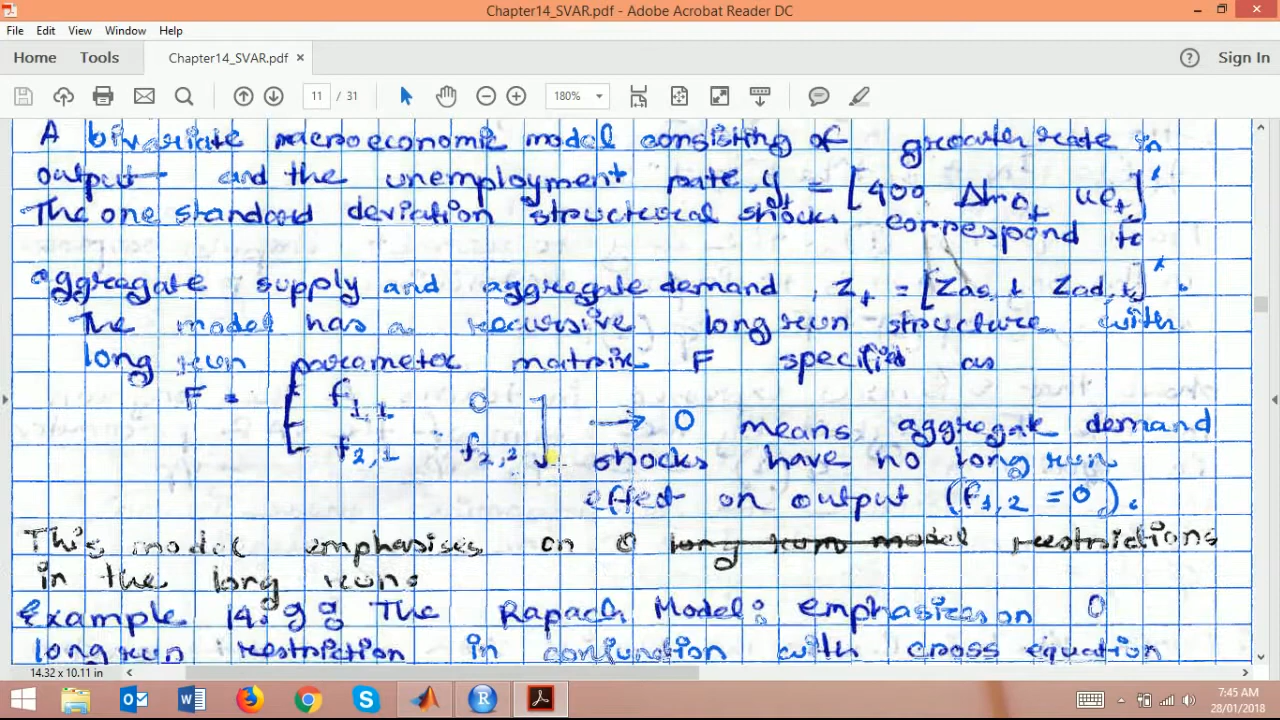 Chapter14_SVAR.pdf - Adobe Acrobat Reader DC
File Edit View Window Help
Home Tools Chapter14_SVAR.pdf × Sign In
11 / 31 180%
A bivariate macroeconomic model consisting of rate in
output and the unemployment rate, yt = [400 Δln ot uet]'
The one standard deviation structural shocks correspond to
aggregate supply and aggregate demand, zt = [Zas,t Zad,t]'.
The model has a recursive long run structure with
long run parameter matrix F specified as
F = [ f1,1 0
f2,1 f2,2 ] → 0 means aggregate demand
shocks have no long run
effect on output (f1,2 = 0).
This model emphasises on 0 long run model restrictions
in the long runs
Example 14.9 The Rapach Model: emphasizes on 0
long run restriction in conjunction with cross equation
14.32 x 10.11 in
7:45 AM
28/01/2018